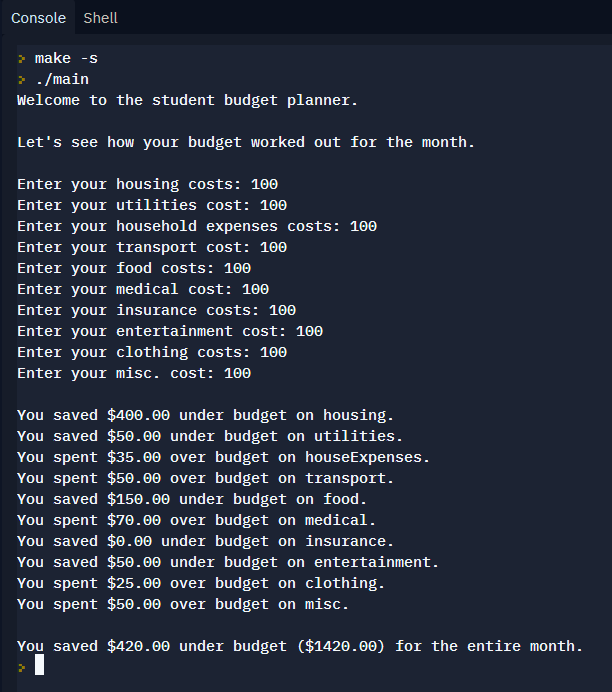 Console Shell
> make -s
> ./main
Welcome to the student budget planner.
Let's see how your budget worked out for the month.
Enter your housing costs: 100
Enter your utilities cost: 100
Enter your household expenses costs: 100
Enter your transport cost: 100
Enter your food costs: 100
Enter your medical cost: 100
Enter your insurance costs: 100
Enter your entertainment cost: 100
Enter your clothing costs: 100
Enter your misc. cost: 100
You saved $400.00 under budget on housing.
You saved $50.00 under budget on utilities.
You spent $35.00 over budget on houseExpenses.
You spent $50.00 over budget on transport.
You saved $150.00 under budget on food.
You spent $70.00 over budget on medical.
You saved $0.00 under budget on insurance.
You saved $50.00 under budget on entertainment.
You spent $25.00 over budget on clothing.
You spent $50.00 over budget on misc.
You saved $420.00 under budget ($1420.00) for the entire month.
>